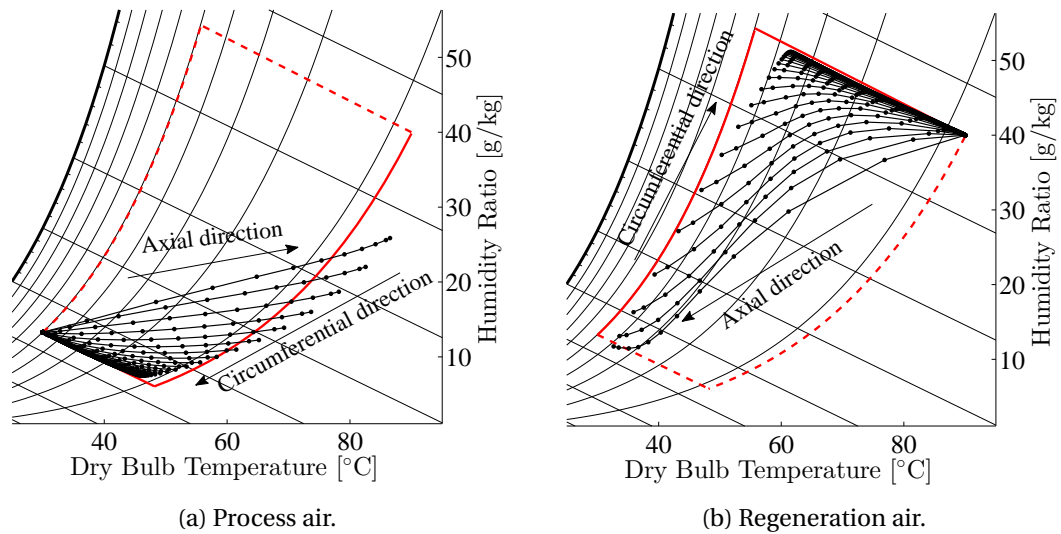 50
40
30
20
10
Humidity Ratio [g/kg]
Axial direction
Circumferential direction
40 60 80
Dry Bulb Temperature [°C]
(a) Process air.
50
40
30
20
10
Humidity Ratio [g/kg]
Circumferential direction
Axial direction
40 60 80
Dry Bulb Temperature [°C]
(b) Regeneration air.